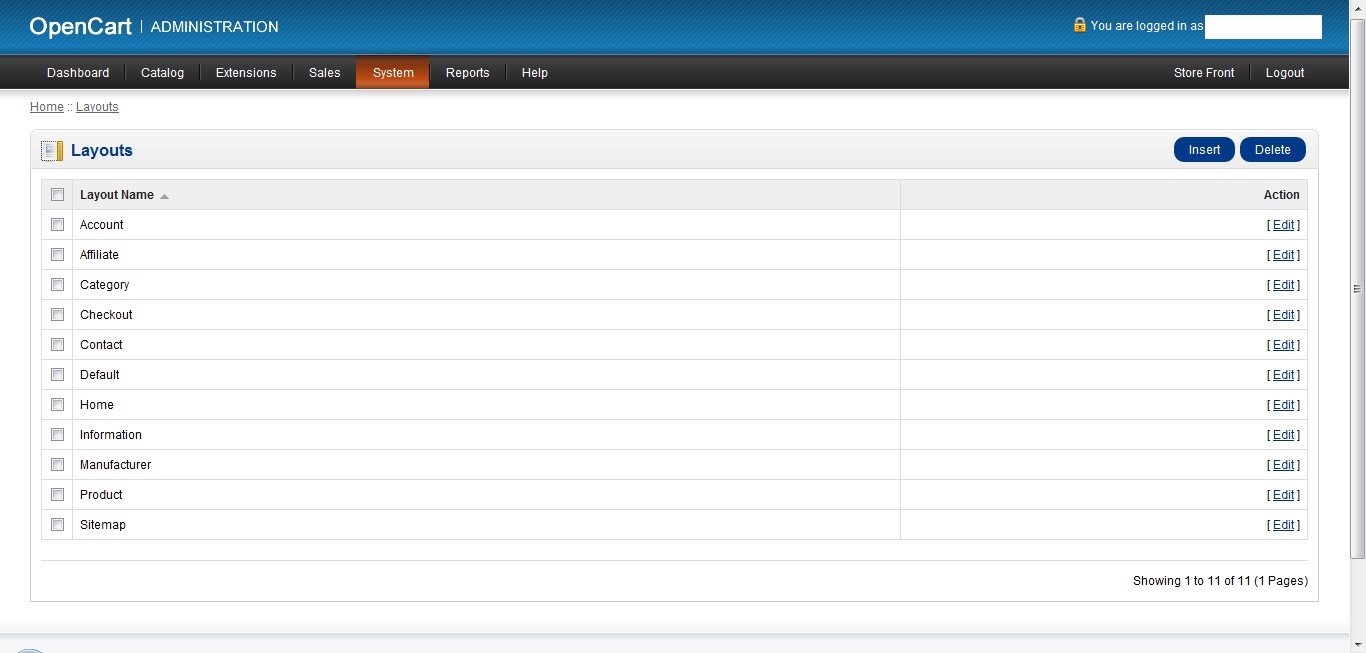 OpenCart | ADMINISTRATION You are logged in as
Dashboard Catalog Extensions Sales System Reports Help Store Front Logout
Home :: Layouts
Layouts Insert Delete
Layout Name Action
Account [ Edit ]
Affiliate [ Edit ]
Category [ Edit ]
Checkout [ Edit ]
Contact [ Edit ]
Default [ Edit ]
Home [ Edit ]
Information [ Edit ]
Manufacturer [ Edit ]
Product [ Edit ]
Sitemap [ Edit ]
Showing 1 to 11 of 11 (1 Pages)